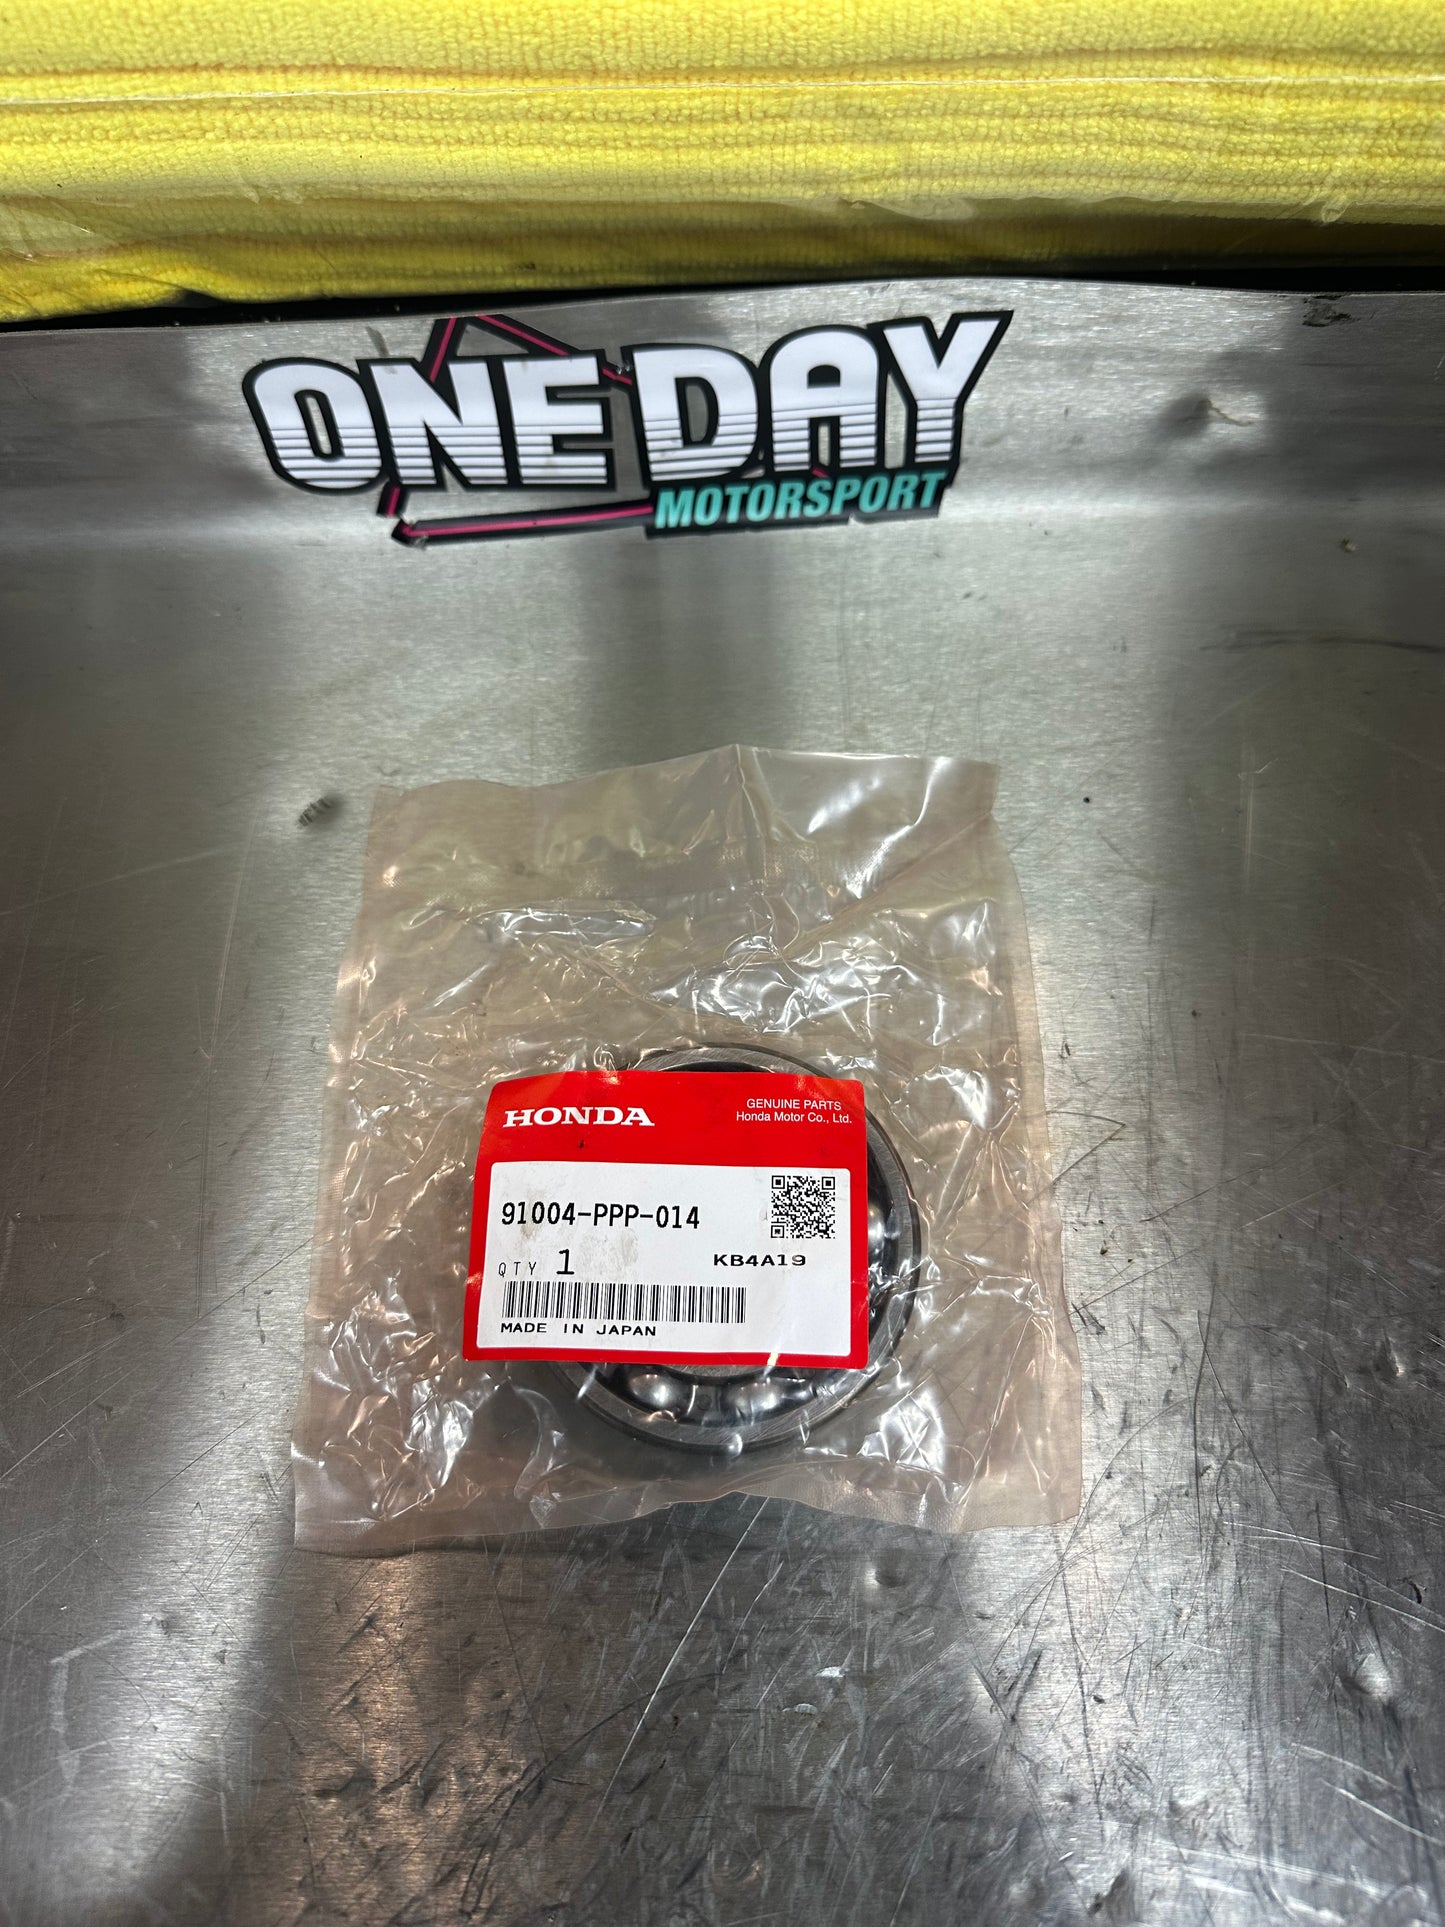 ONE DAY
MOTORSPORT
HONDA
GENUINE PARTS
Honda Motor Co., Ltd.
91004-PPP-014
QTY 1
KB4A19
MADE IN JAPAN